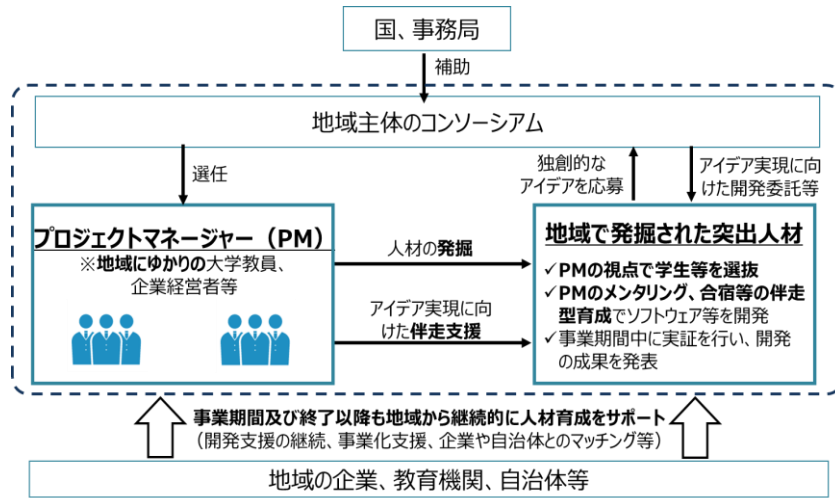 国、事務局
補助
地域主体のコンソーシアム
選任
独創的な
アイデアを応募
アイデア実現に向
けた開発委託等
プロジェクトマネージャー（PM）
※地域にゆかりの大学教員、
企業経営者等
人材の発掘
アイデア実現に向
けた伴走支援
地域で発掘された突出人材
✓PMの視点で学生等を選抜
✓PMのメンタリング、合宿等の伴走
型育成でソフトウェア等を開発
✓事業期間中に実証を行い、開発
の成果を発表
事業期間及び終了以降も地域から継続的に人材育成をサポート
（開発支援の継続、事業化支援、企業や自治体とのマッチング等）
地域の企業、教育機関、自治体等